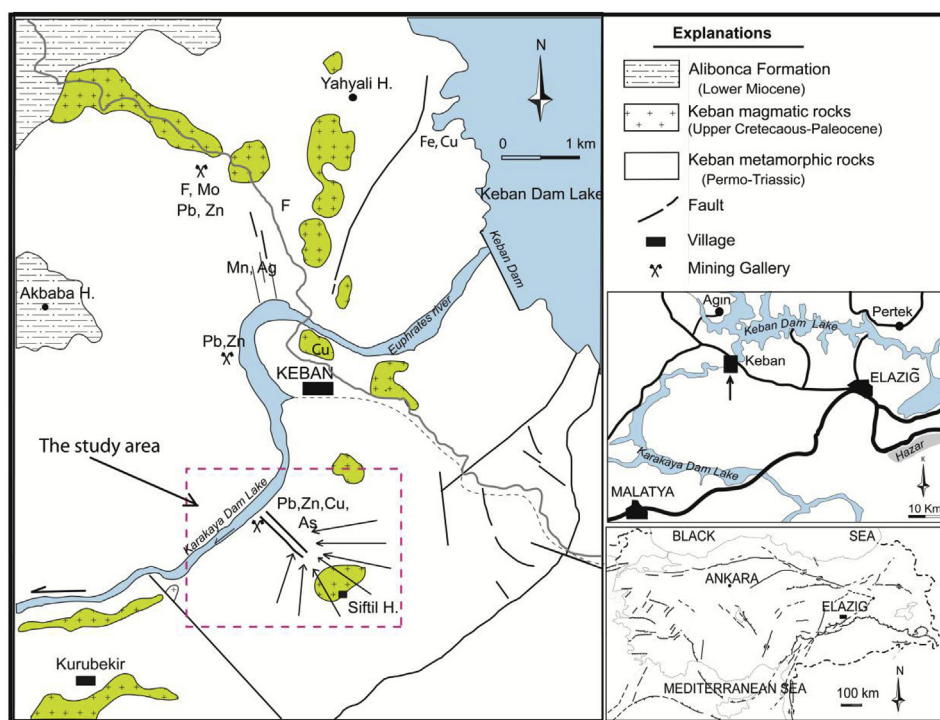 N
Yahyali H.
Fe, Cu
0 1 km
Keban Dam Lake
Keban Dam
F, Mo
Pb, Zn
F
Mn, Ag
Akbaba H.
Euphrates river
Pb,Zn
Cu
KEBAN
The study area
Karakaya Dam Lake
Pb,Zn,Cu,
As
Siftil H.
Kurubekir
Explanations
Alibonca Formation
(Lower Miocene)
Keban magmatic rocks
(Upper Cretecaous-Paleocene)
Keban metamorphic rocks
(Permo-Triassic)
Fault
Village
Mining Gallery
Agın
Pertek
Keban Dam Lake
Keban
ELAZIG̃
Karakaya Dam Lake
Hazar
MALATYA
K
10 Km
BLACK SEA
ANKARA
ELAZIG
N
MEDITERRANEAN SEA
100 km